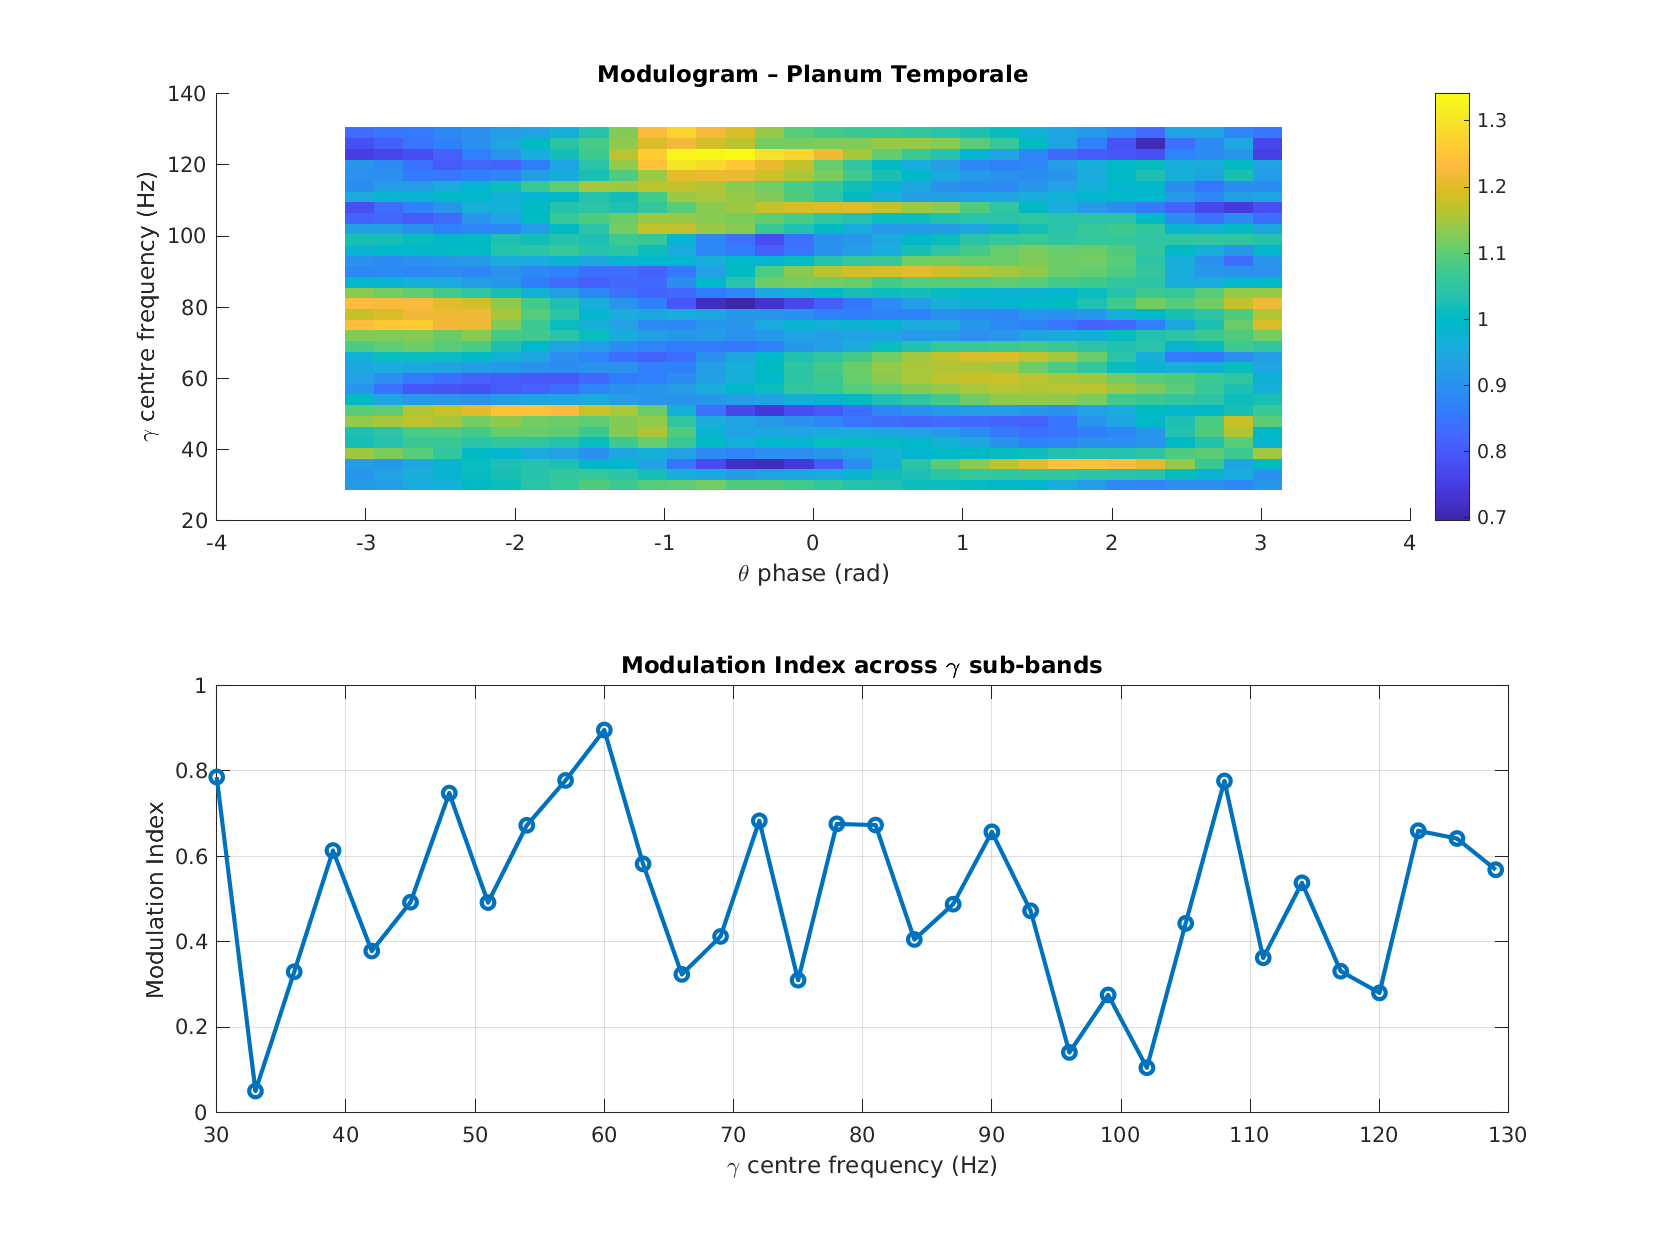 Modulogram – Planum Temporale
γ centre frequency (Hz)
140
120
100
80
60
40
20
-4 -3 -2 -1 0 1 2 3 4
θ phase (rad)
1.3
1.2
1.1
1
0.9
0.8
0.7
Modulation Index across γ sub-bands
Modulation Index
1
0.8
0.6
0.4
0.2
0
30 40 50 60 70 80 90 100 110 120 130
γ centre frequency (Hz)